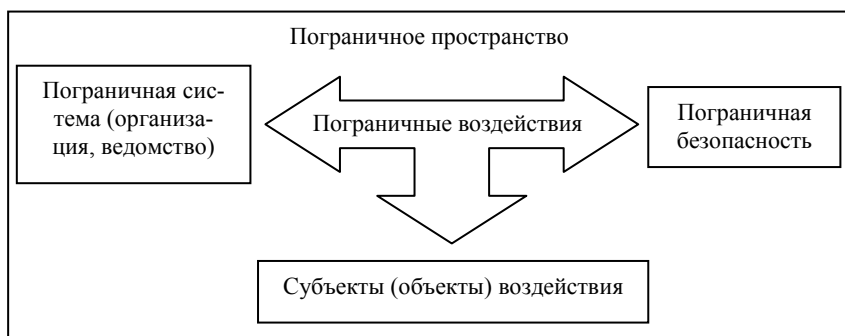 Пограничное пространство
Пограничная сис-
тема (организа-
ция, ведомство)
Пограничные воздействия
Пограничная
безопасность
Субъекты (объекты) воздействия